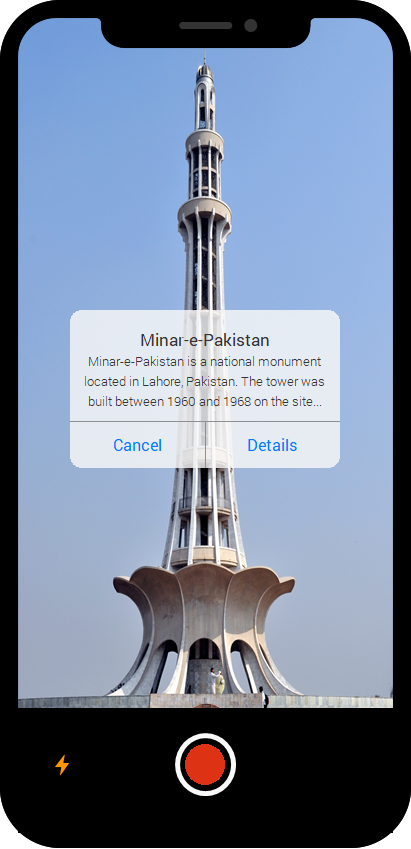 Minar-e-Pakistan
Minar-e-Pakistan is a national monument
located in Lahore, Pakistan. The tower was
built between 1960 and 1968 on the site...
Cancel Details